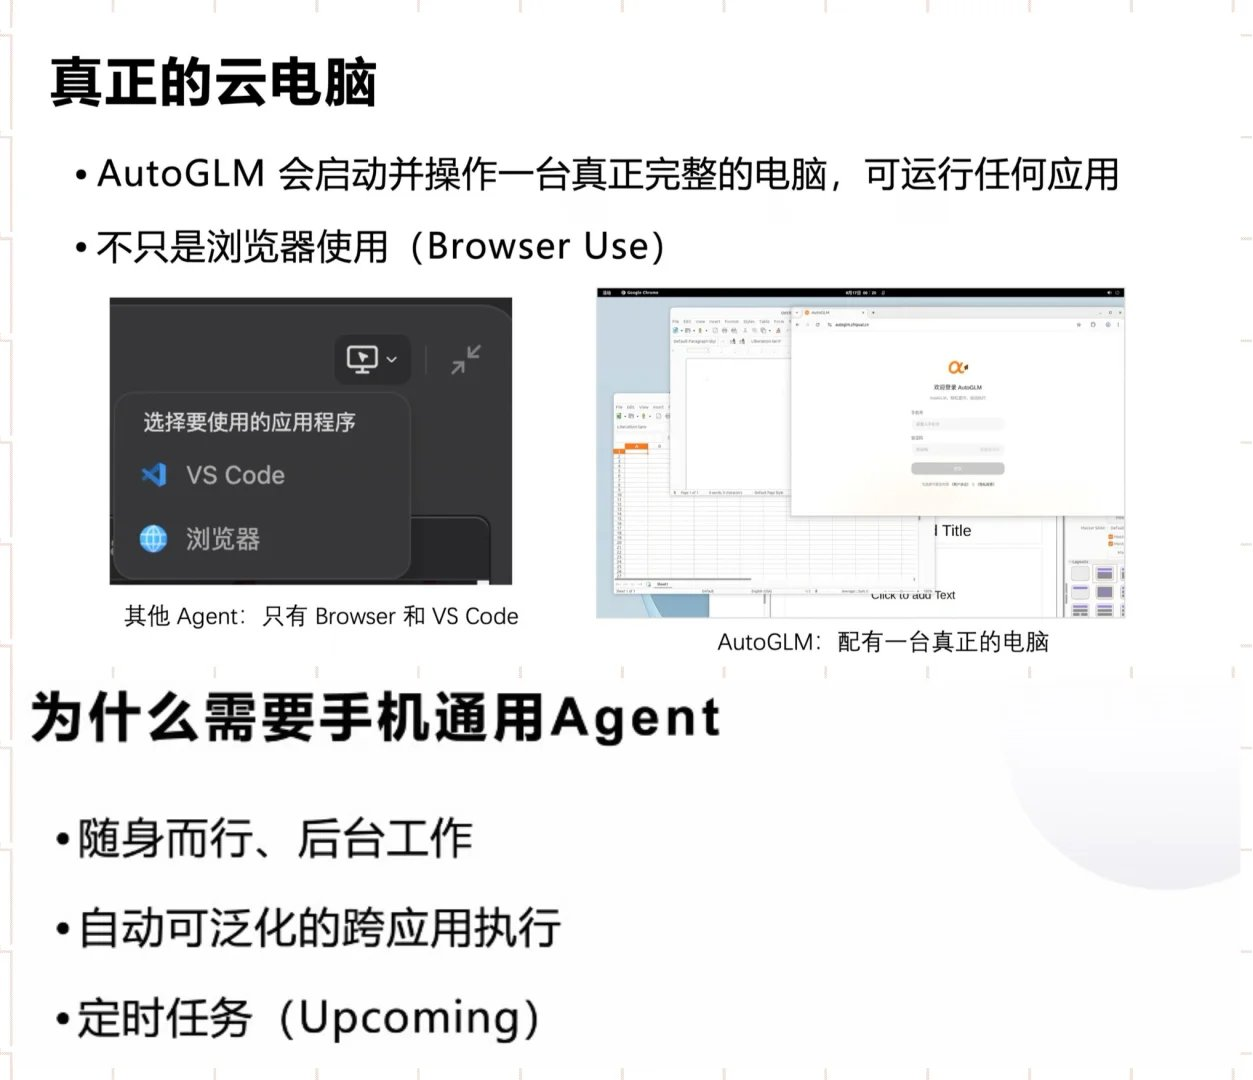 真正的云电脑
• AutoGLM 会启动并操作一台真正完整的电脑，可运行任何应用
• 不只是浏览器使用（Browser Use）
选择要使用的应用程序
VS Code
浏览器
其他 Agent：只有 Browser 和 VS Code
Google Chrome
AutoGLM
欢迎登录 AutoGLM
d Title
Click to add Text
AutoGLM：配有一台真正的电脑
为什么需要手机通用Agent
• 随身而行、后台工作
• 自动可泛化的跨应用执行
• 定时任务（Upcoming）